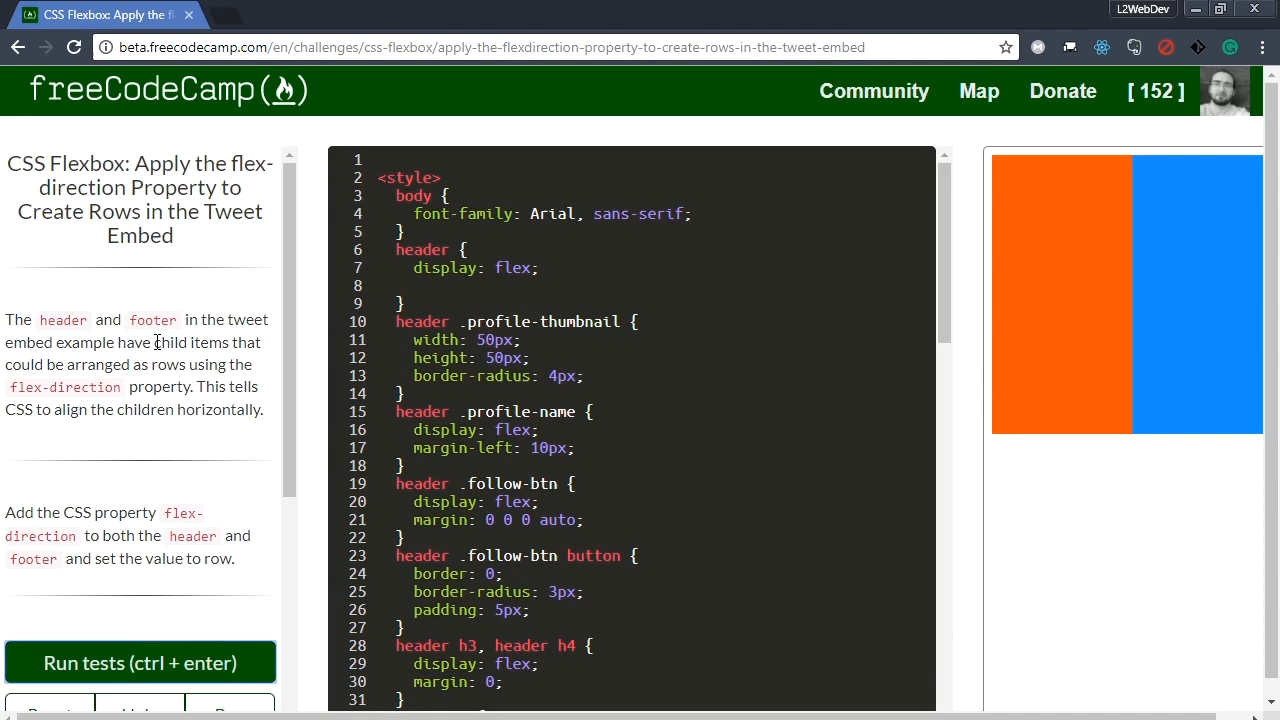 CSS Flexbox: Apply the fl
L2WebDev
beta.freecodecamp.com/en/challenges/css-flexbox/apply-the-flexdirection-property-to-create-rows-in-the-tweet-embed
freeCodeCamp
Community
Map
Donate
[ 152 ]
CSS Flexbox: Apply the flex-
direction Property to
Create Rows in the Tweet
Embed
The header and footer in the tweet
embed example have child items that
could be arranged as rows using the
flex-direction property. This tells
CSS to align the children horizontally.
Add the CSS property flex-
direction to both the header and
footer and set the value to row.
Run tests (ctrl + enter)
1
2 <style>
3 body {
4 font-family: Arial, sans-serif;
5 }
6 header {
7 display: flex;
8
9 }
10 header .profile-thumbnail {
11 width: 50px;
12 height: 50px;
13 border-radius: 4px;
14 }
15 header .profile-name {
16 display: flex;
17 margin-left: 10px;
18 }
19 header .follow-btn {
20 display: flex;
21 margin: 0 0 0 auto;
22 }
23 header .follow-btn button {
24 border: 0;
25 border-radius: 3px;
26 padding: 5px;
27 }
28 header h3, header h4 {
29 display: flex;
30 margin: 0;
31 }